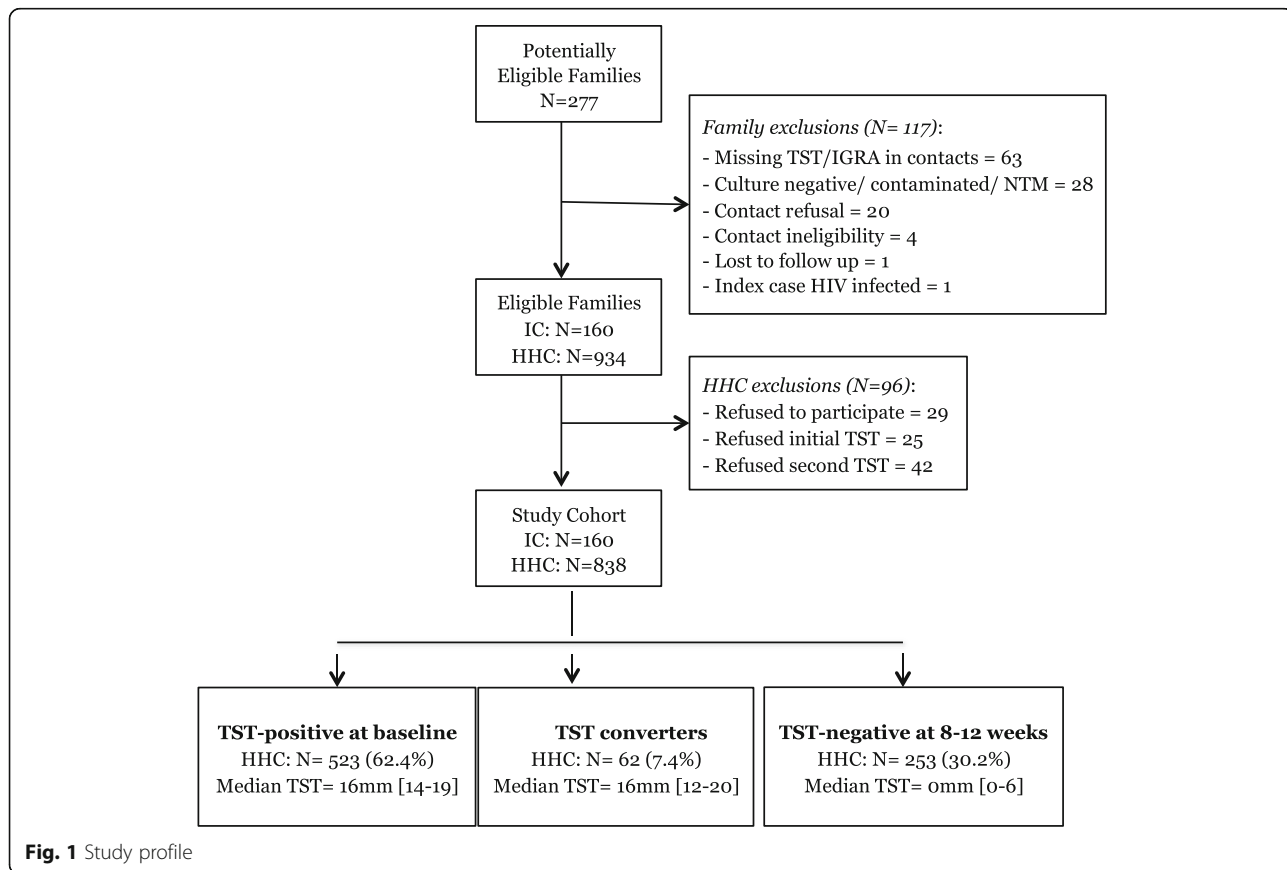 Potentially
Eligible Families
N=277
Family exclusions (N= 117):
- Missing TST/IGRA in contacts = 63
- Culture negative/ contaminated/ NTM = 28
- Contact refusal = 20
- Contact ineligibility = 4
- Lost to follow up = 1
- Index case HIV infected = 1
Eligible Families
IC: N=160
HHC: N=934
HHC exclusions (N=96):
- Refused to participate = 29
- Refused initial TST = 25
- Refused second TST = 42
Study Cohort
IC: N=160
HHC: N=838
TST-positive at baseline
HHC: N= 523 (62.4%)
Median TST= 16mm [14-19]
TST converters
HHC: N= 62 (7.4%)
Median TST= 16mm [12-20]
TST-negative at 8-12 weeks
HHC: N= 253 (30.2%)
Median TST= 0mm [0-6]
Fig. 1 Study profile